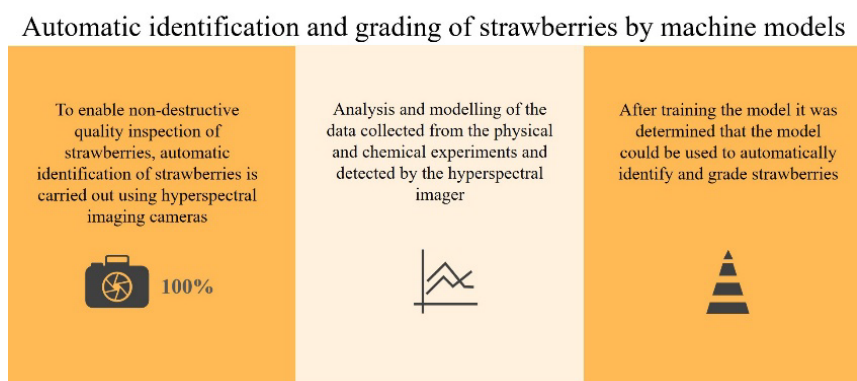 Automatic identification and grading of strawberries by machine models
To enable non-destructive
quality inspection of
strawberries, automatic
identification of strawberries is
carried out using hyperspectral
imaging cameras
100%
Analysis and modelling of the
data collected from the physical
and chemical experiments and
detected by the hyperspectral
imager
After training the model it was
determined that the model
could be used to automatically
identify and grade strawberries